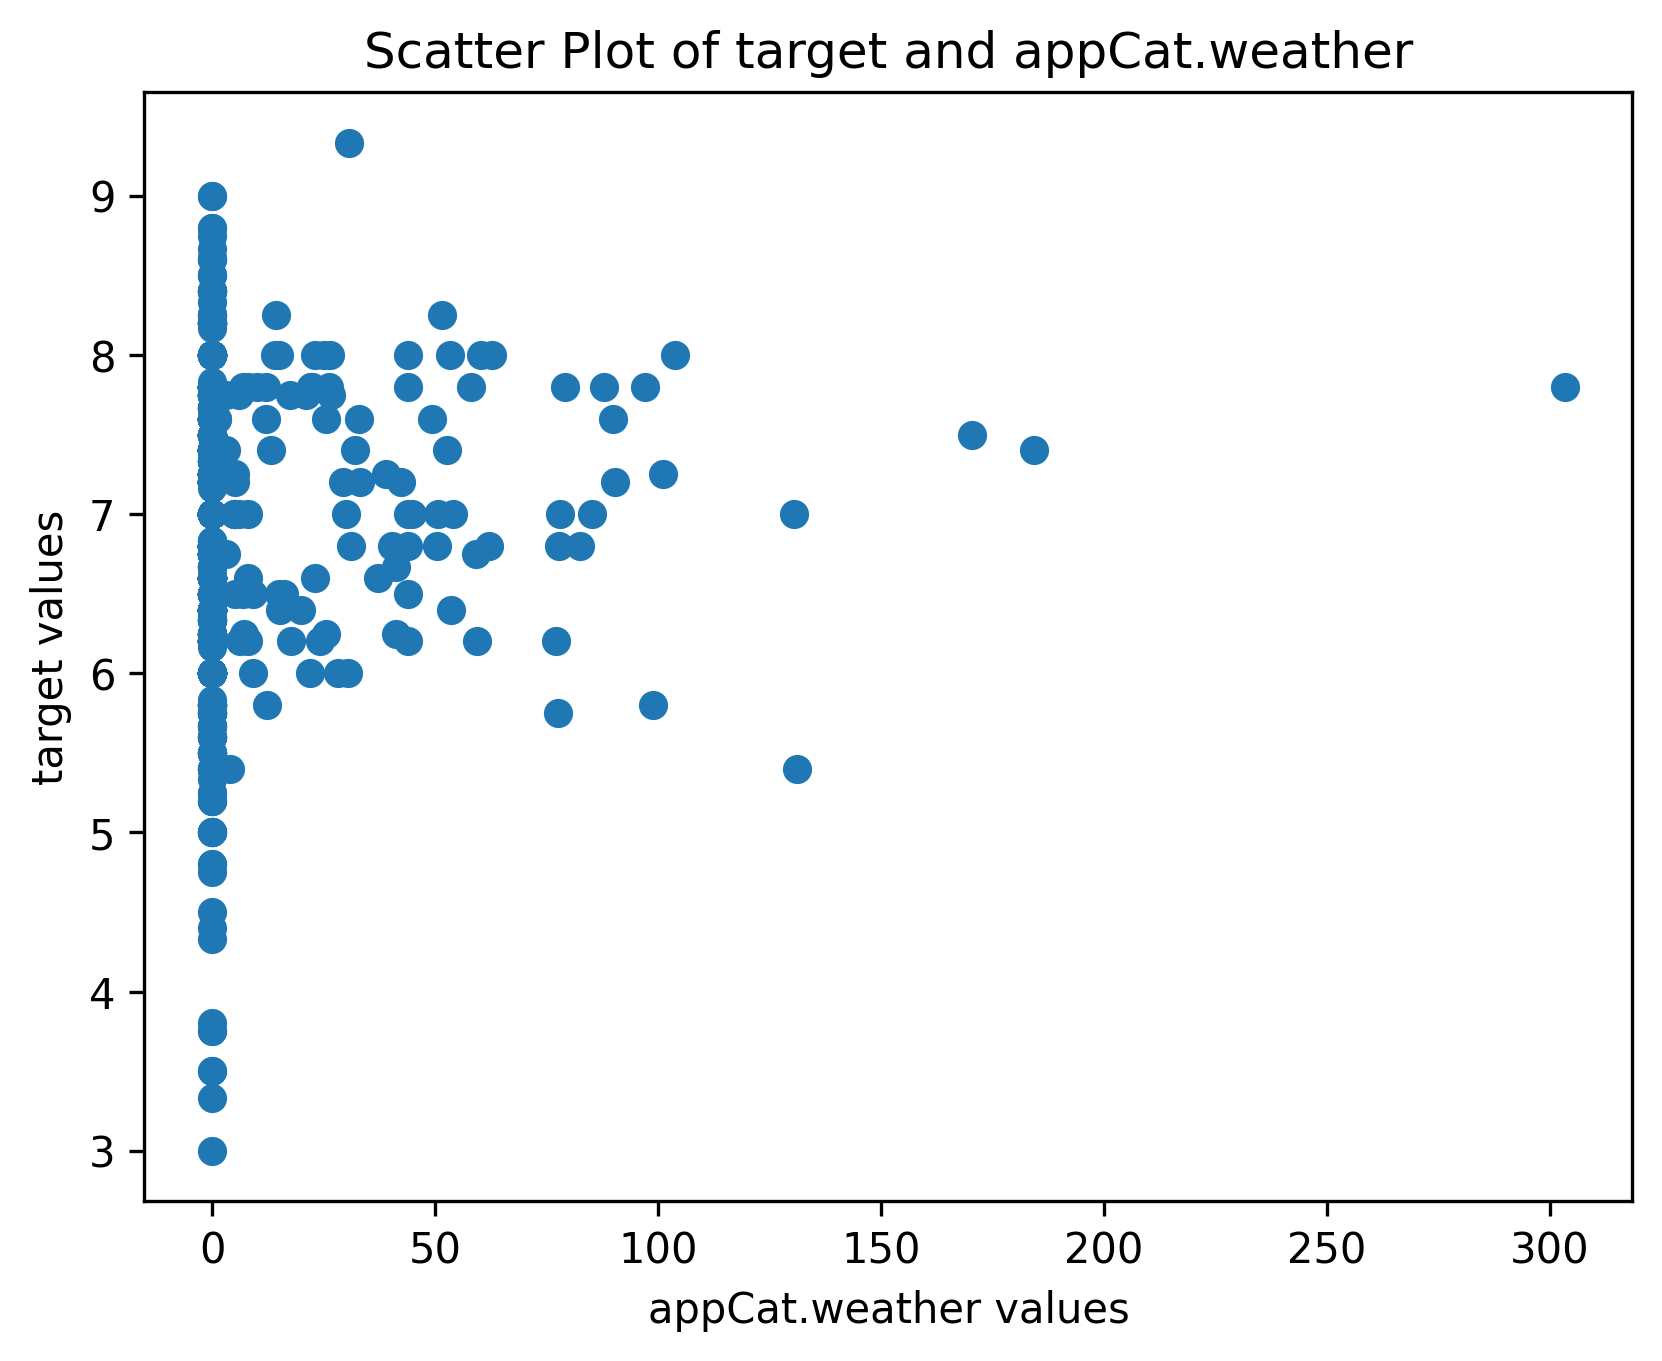 Scatter Plot of target and appCat.weather
target values
9
8
7
6
5
4
3
0 50 100 150 200 250 300
appCat.weather values